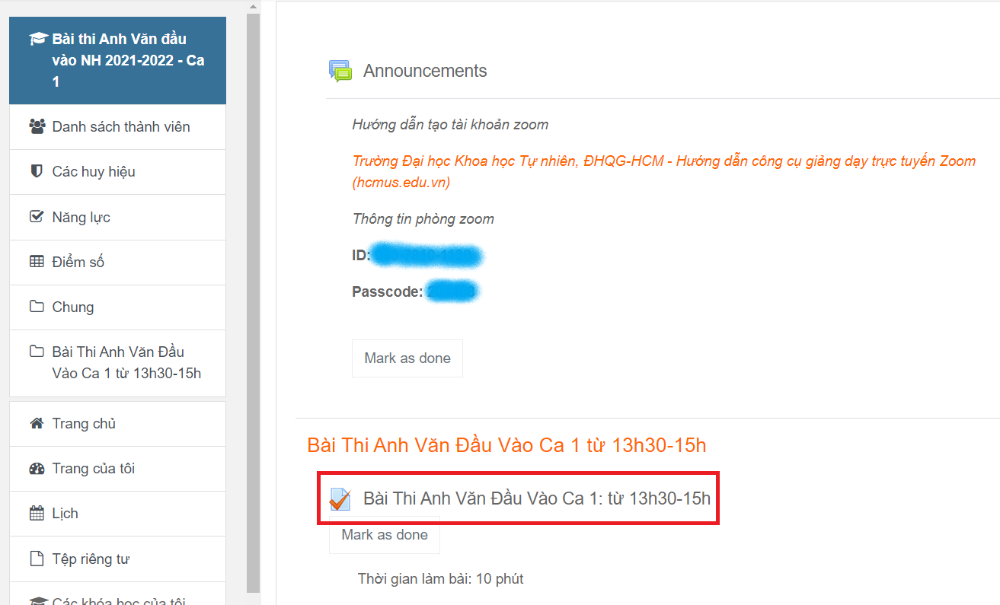 Bài thi Anh Văn đầu
vào NH 2021-2022 - Ca
1
Danh sách thành viên
Các huy hiệu
Năng lực
Điểm số
Chung
Bài Thi Anh Văn Đầu
Vào Ca 1 từ 13h30-15h
Trang chủ
Trang của tôi
Lịch
Tệp riêng tư
Các khóa học của tôi
Announcements
Hướng dẫn tạo tài khoản zoom
Trường Đại học Khoa học Tự nhiên, ĐHQG-HCM - Hướng dẫn công cụ giảng dạy trực tuyến Zoom
(hcmus.edu.vn)
Thông tin phòng zoom
ID:
Passcode:
Mark as done
Bài Thi Anh Văn Đầu Vào Ca 1 từ 13h30-15h
Bài Thi Anh Văn Đầu Vào Ca 1: từ 13h30-15h
Mark as done
Thời gian làm bài: 10 phút